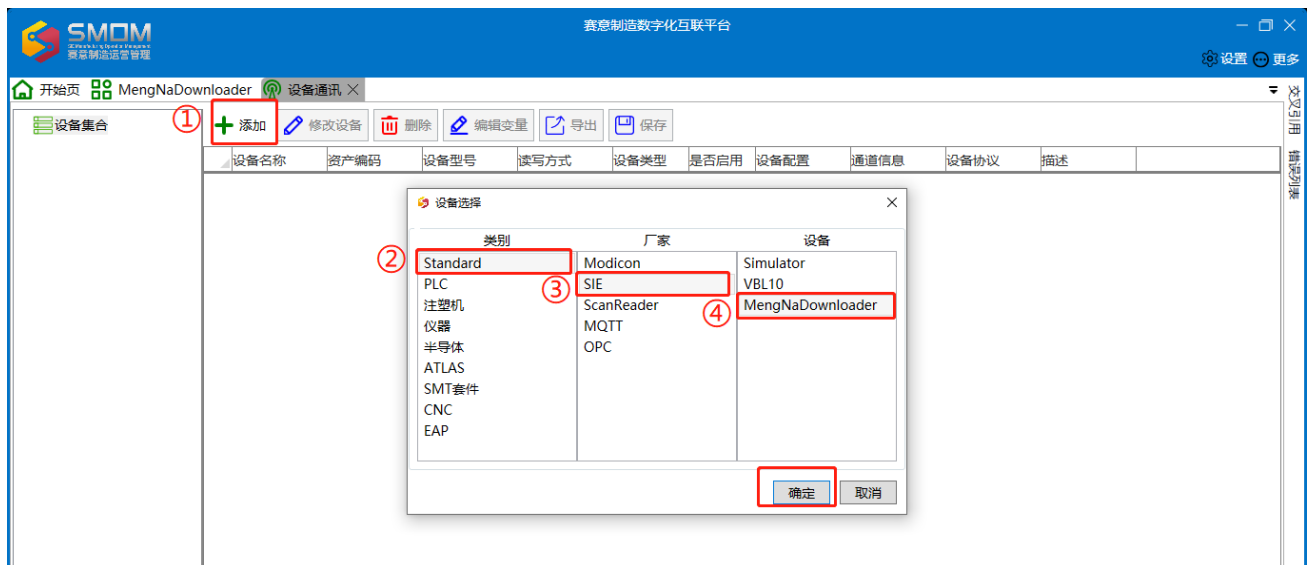 赛意制造数字化互联平台
SMOM
赛意制造运营管理
设置 更多
开始页 MengNaDownloader 设备通讯
交叉引用
错误列表
设备集合
① 添加 修改设备 删除 编辑变量 导出 保存
设备名称 资产编码 设备型号 读写方式 设备类型 是否启用 设备配置 通道信息 设备协议 描述
设备选择
类别 厂家 设备
② Standard Modicon Simulator
PLC ③ SIE VBL10
注塑机 ScanReader ④ MengNaDownloader
仪器 MQTT
半导体 OPC
ATLAS
SMT套件
CNC
EAP
确定 取消